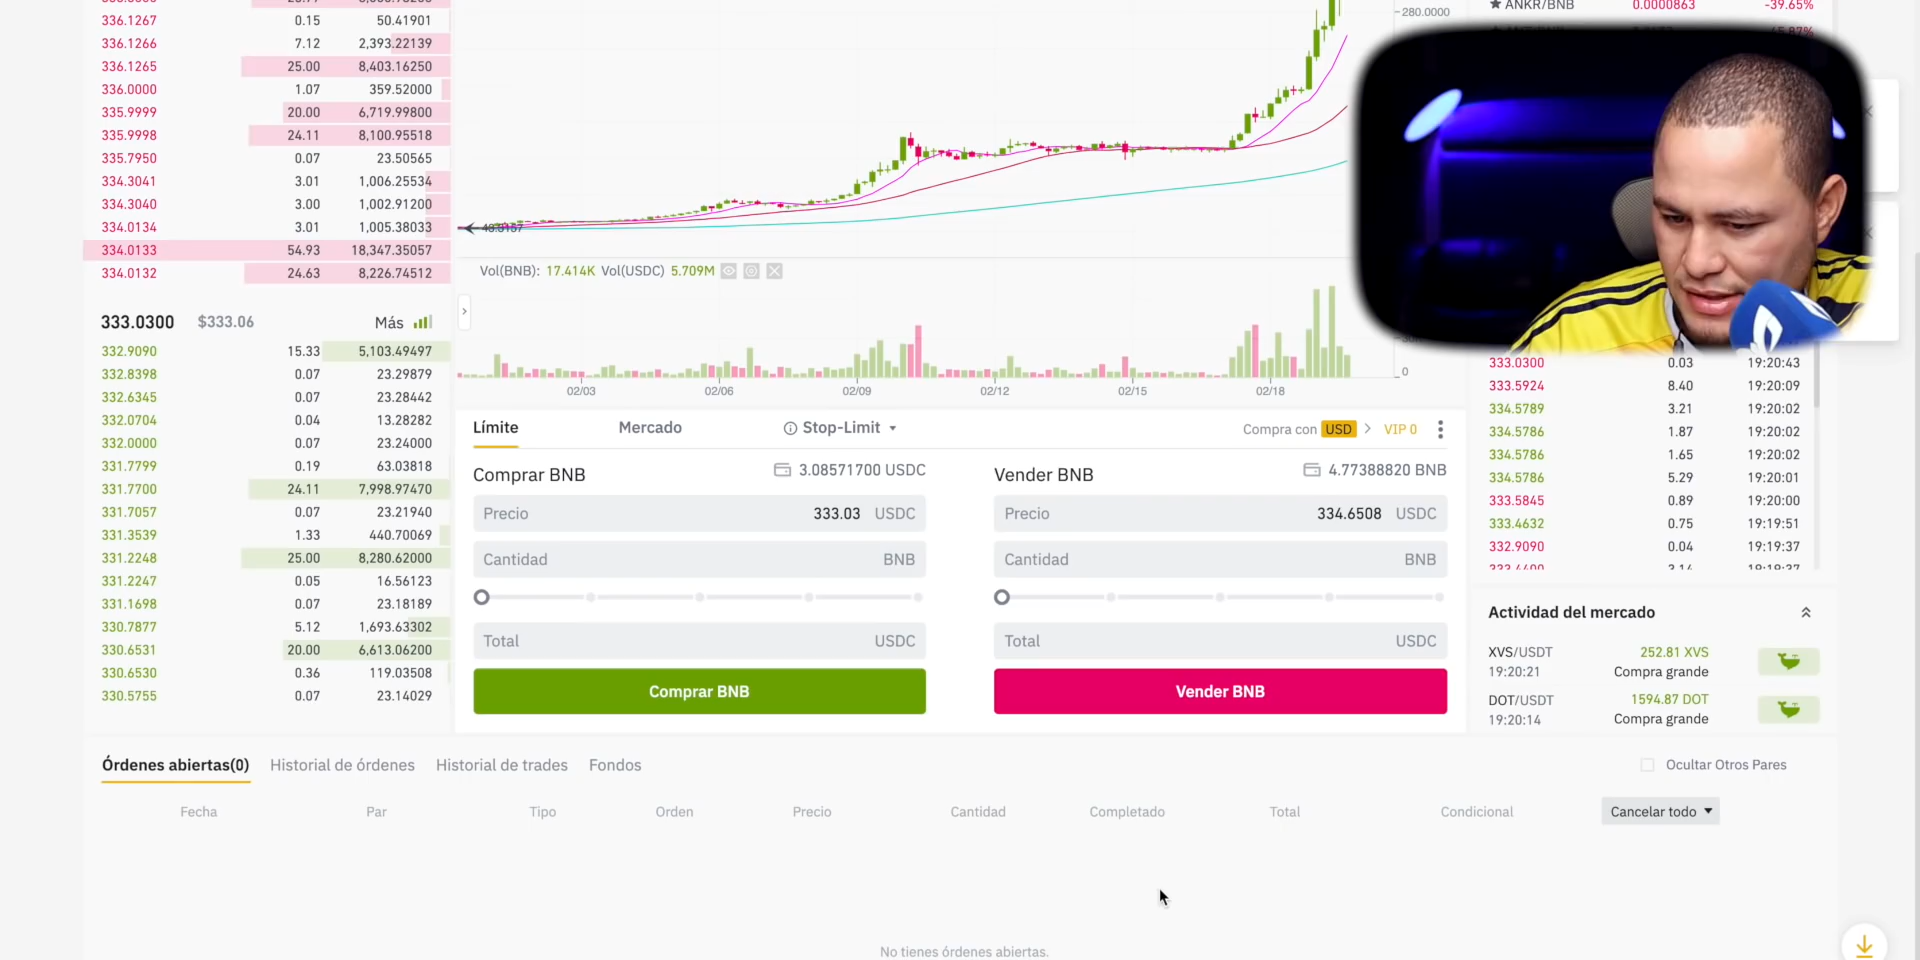 336.1267 0.15 50.41901
336.1266 7.12 2,393.22139
336.1265 25.00 8,403.16250
336.0000 1.07 359.52000
335.9999 20.00 6,719.99800
335.9998 24.11 8,100.95518
335.7950 0.07 23.50565
334.3041 3.01 1,006.25534
334.3040 3.00 1,002.91200
334.0134 3.01 1,005.38033
334.0133 54.93 18,347.35057
334.0132 24.63 8,226.74512
333.0300 $333.06 Más
332.9090 15.33 5,103.49497
332.8398 0.07 23.29879
332.6345 0.07 23.28442
332.0704 0.04 13.28282
332.0000 0.07 23.24000
331.7799 0.19 63.03818
331.7700 24.11 7,998.97470
331.7057 0.07 23.21940
331.3539 1.33 440.70069
331.2248 25.00 8,280.62000
331.2247 0.05 16.56123
331.1698 0.07 23.18189
330.7877 5.12 1,693.63302
330.6531 20.00 6,613.06200
330.6530 0.36 119.03508
330.5755 0.07 23.14029
280.0000
Vol(BNB): 17.414K Vol(USDC) 5.709M
0
02/03 02/06 02/09 02/12 02/15 02/18
Límite Mercado Stop-Limit Compra con USD > VIP 0
Comprar BNB 3.08571700 USDC
Precio 333.03 USDC
Cantidad BNB
Total USDC
Comprar BNB
Vender BNB 4.77388820 BNB
Precio 334.6508 USDC
Cantidad BNB
Total USDC
Vender BNB
ANKR/BNB 0.0000863 -39.65%
333.0300 0.03 19:20:43
333.5924 8.40 19:20:09
334.5789 3.21 19:20:02
334.5786 1.87 19:20:02
334.5786 1.65 19:20:02
334.5786 5.29 19:20:01
333.5845 0.89 19:20:00
333.4632 0.75 19:19:51
332.9090 0.04 19:19:37
Actividad del mercado
XVS/USDT 252.81 XVS
19:20:21 Compra grande
DOT/USDT 1594.87 DOT
19:20:14 Compra grande
Órdenes abiertas(0) Historial de órdenes Historial de trades Fondos Ocultar Otros Pares
Fecha Par Tipo Orden Precio Cantidad Completado Total Condicional Cancelar todo
No tienes órdenes abiertas.